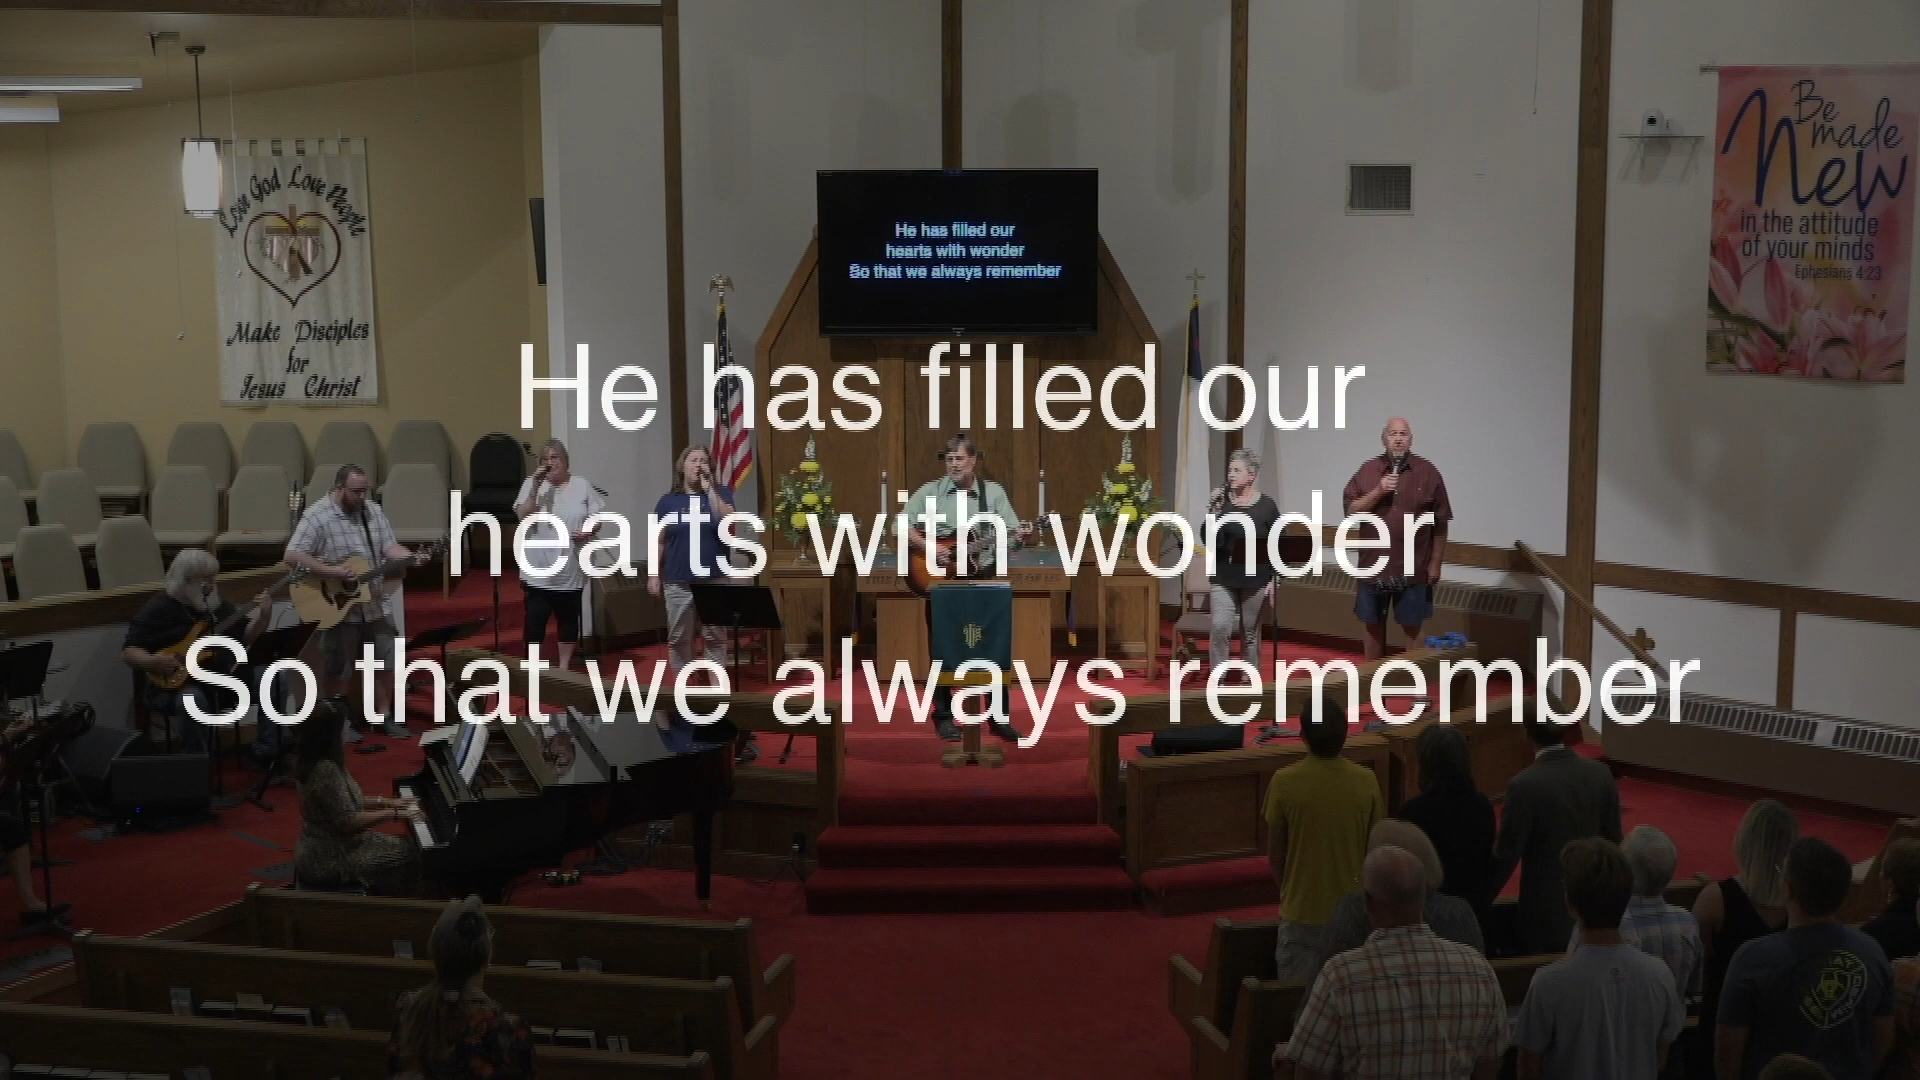 Love God Love People
Make Disciples
for
Jesus Christ
He has filled our
hearts with wonder
So that we always remember
Be
made
New
in the attitude
of your minds
Ephesians 4:23
He has filled our
hearts with wonder
So that we always remember